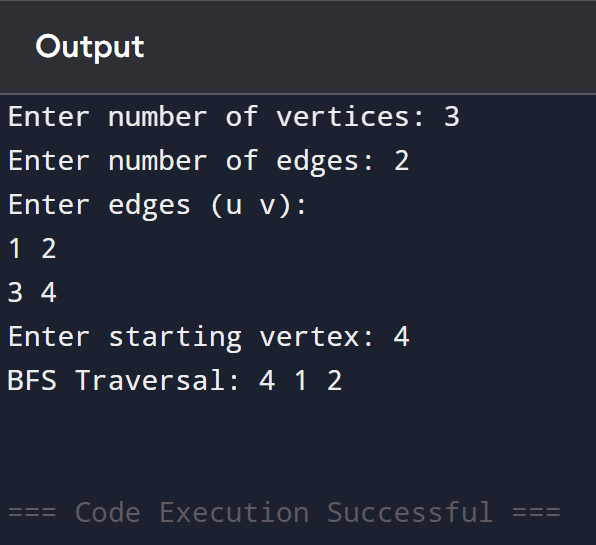 Output
Enter number of vertices: 3
Enter number of edges: 2
Enter edges (u v):
1 2
3 4
Enter starting vertex: 4
BFS Traversal: 4 1 2
=== Code Execution Successful ===